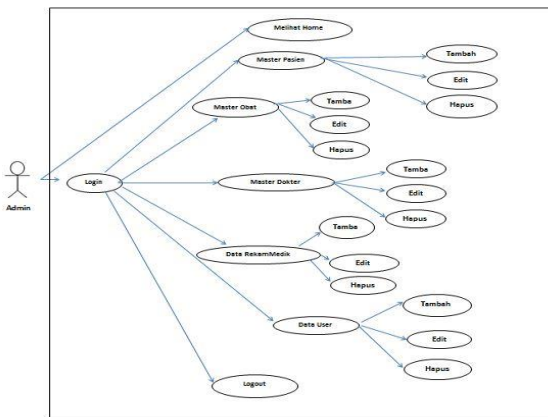 Melihat Home
Master Pasien
Tambah
Edit
Hapus
Master Obat
Tamba
Edit
Hapus
Admin
Login
Master Dokter
Tamba
Edit
Hapus
Data RekamMedik
Tamba
Edit
Hapus
Data User
Tambah
Edit
Hapus
Logout